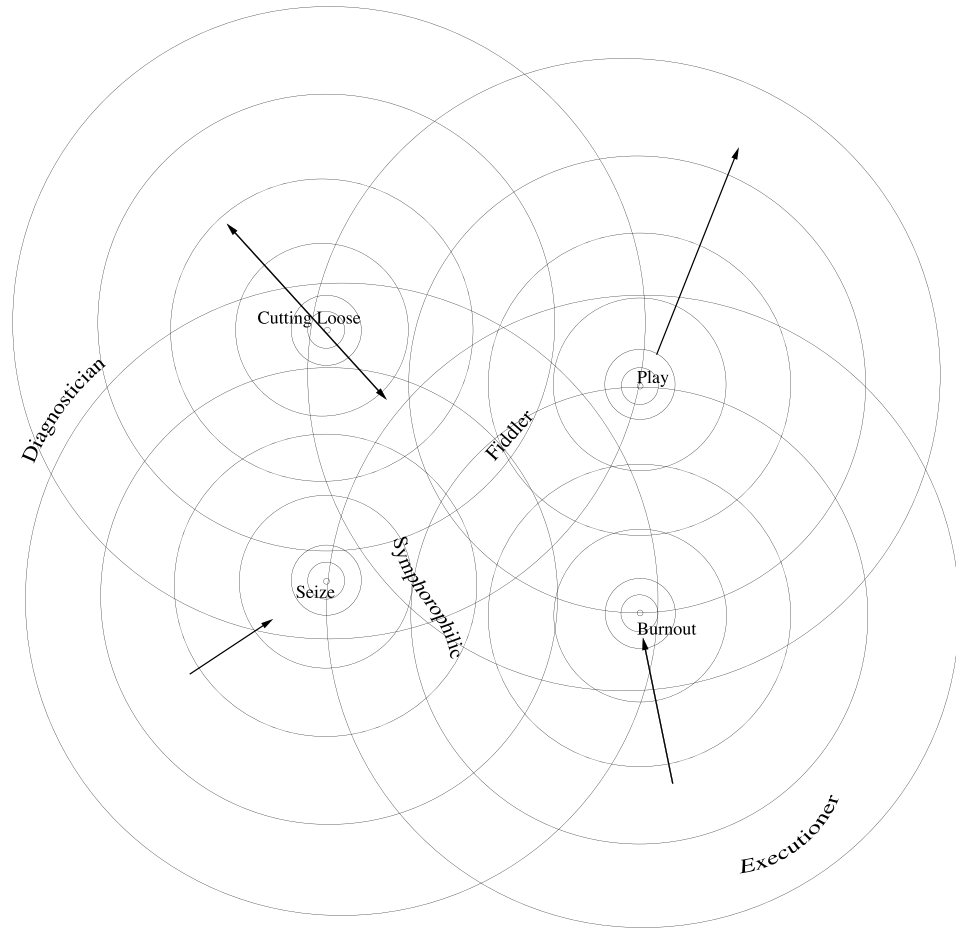 Cutting Loose
Play
Diagnostician
Fiddler
Symphorophilic
Seize
Burnout
Executioner